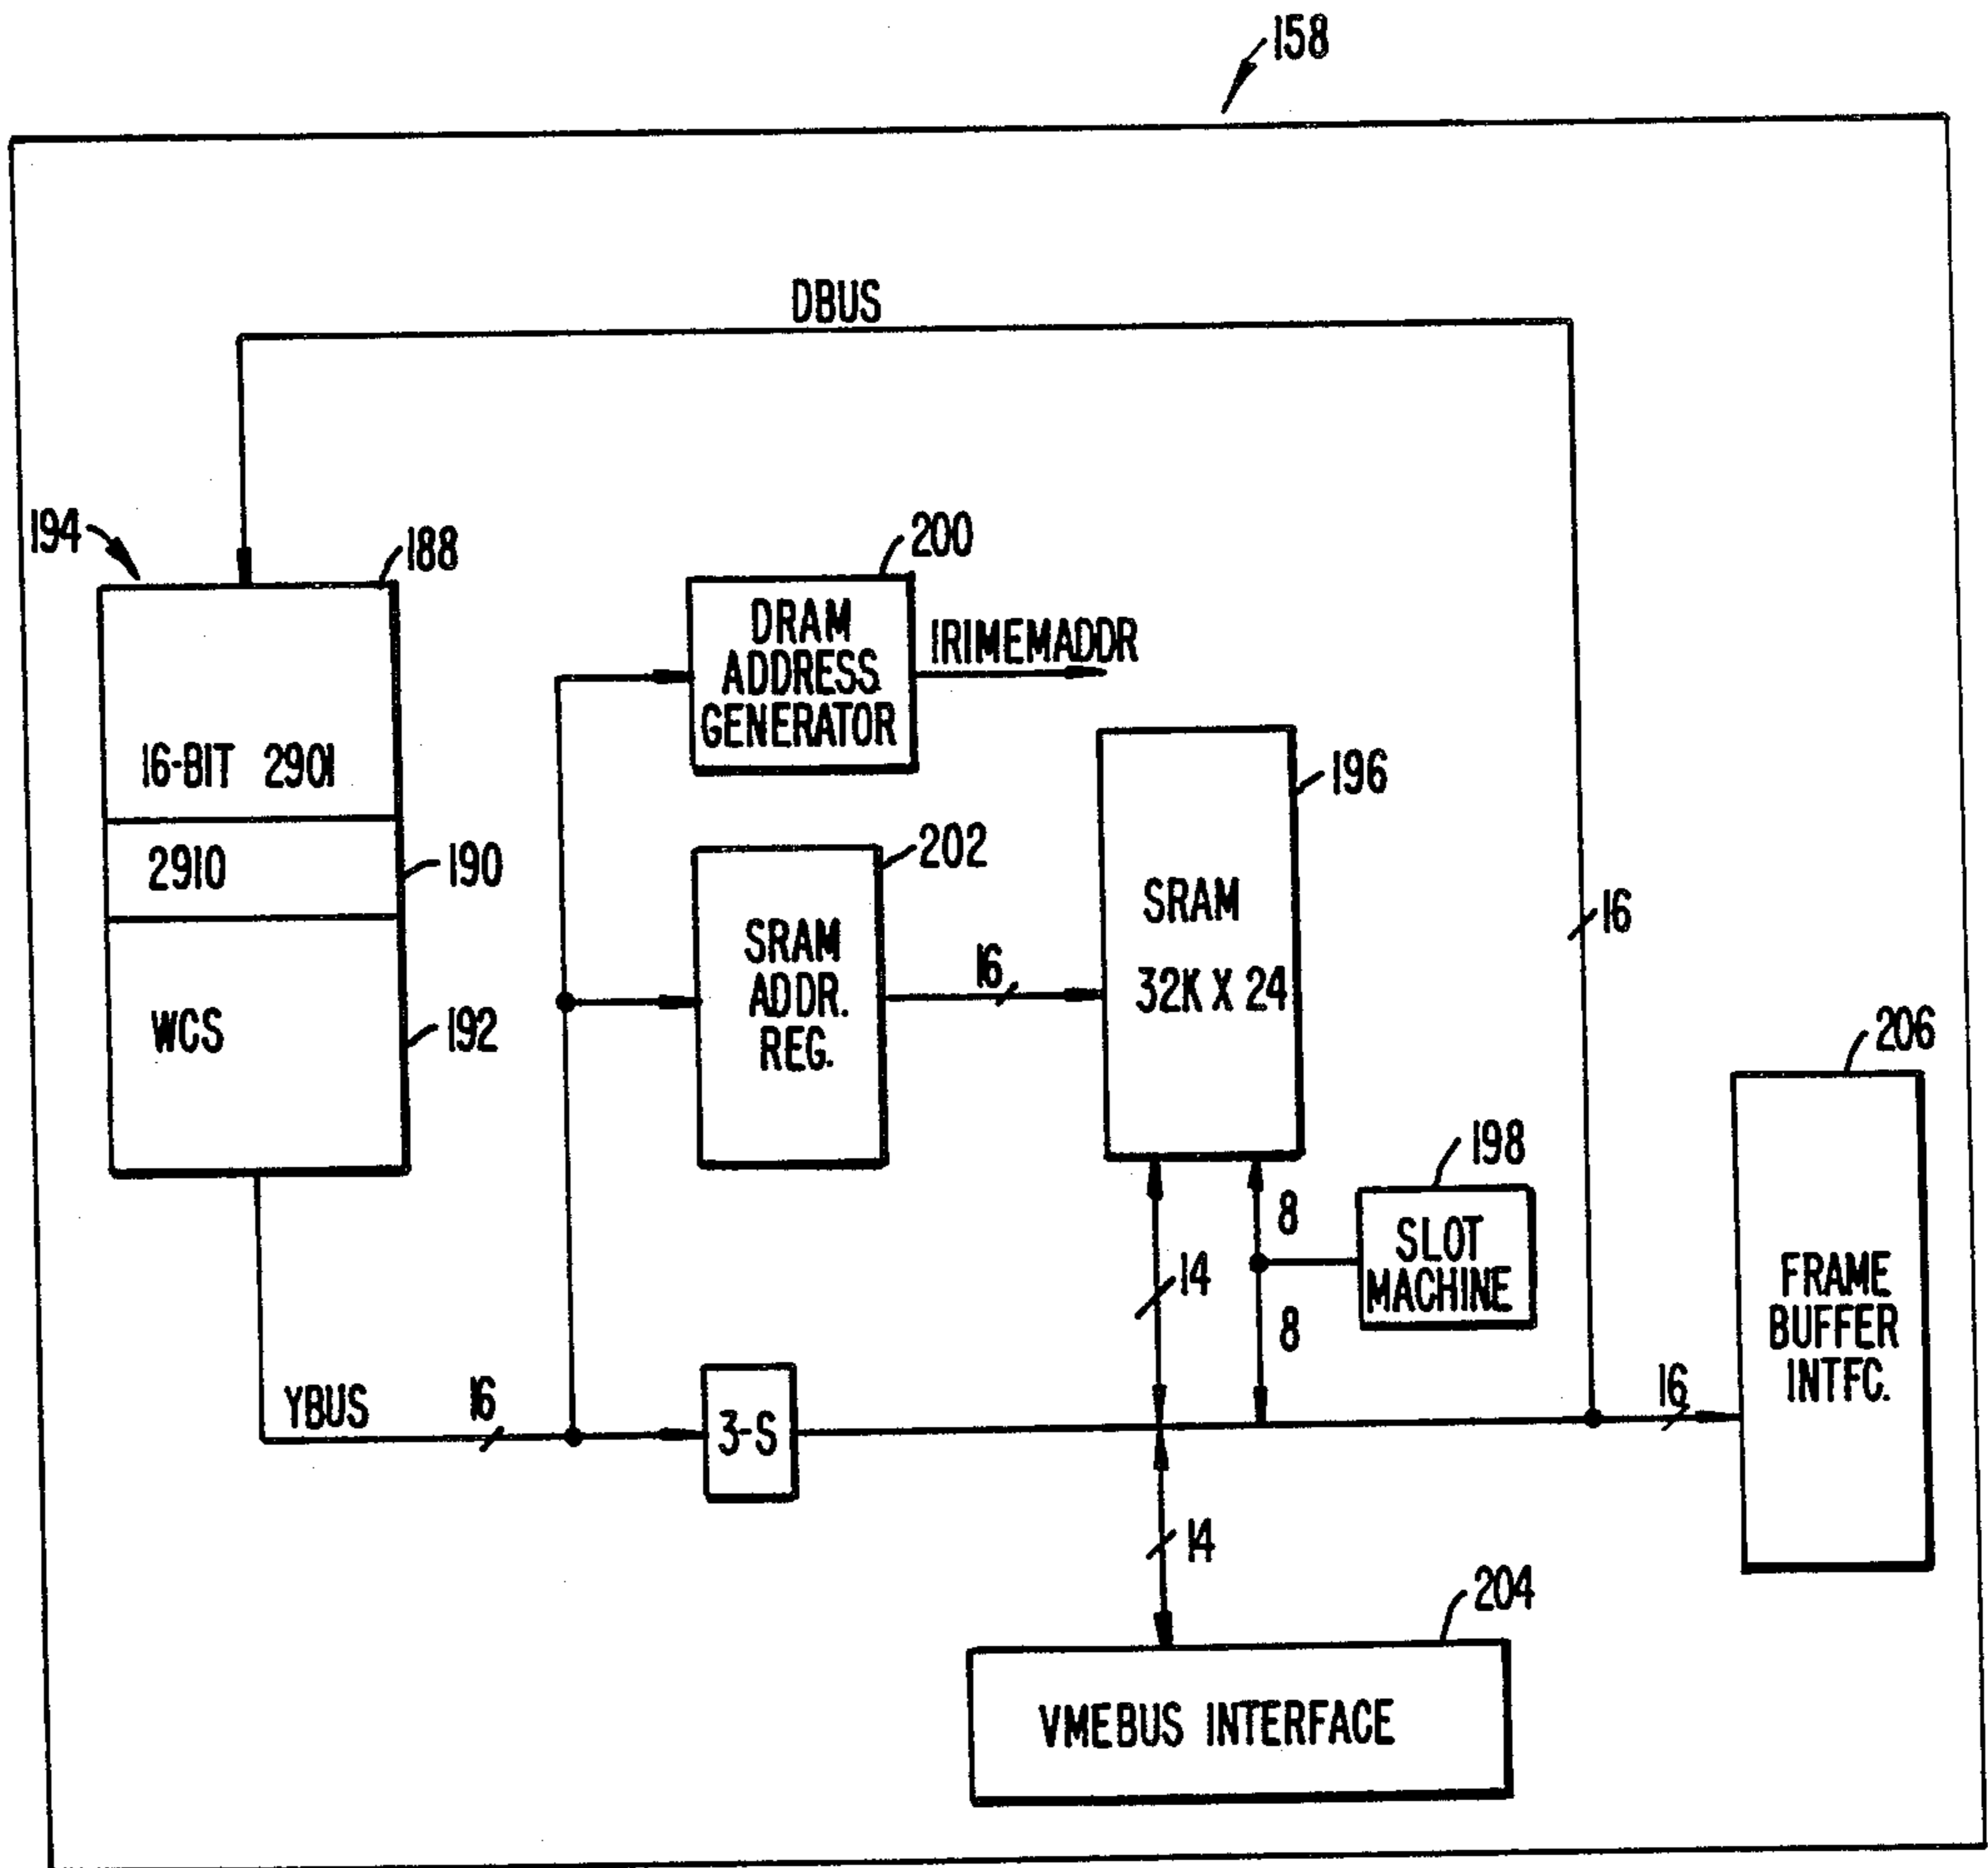 158
DBUS
194
188
200
DRAM
ADDRESS
GENERATOR
IRIMEMADDR
16-BIT 2901
196
2910
190
202
SRAM
32K X 24
SRAM
ADDR.
REG.
16
16
WCS
192
206
198
8
SLOT
MACHINE
14
8
FRAME
BUFFER
INTFC.
YBUS
16
3-S
16
14
204
VMEBUS INTERFACE